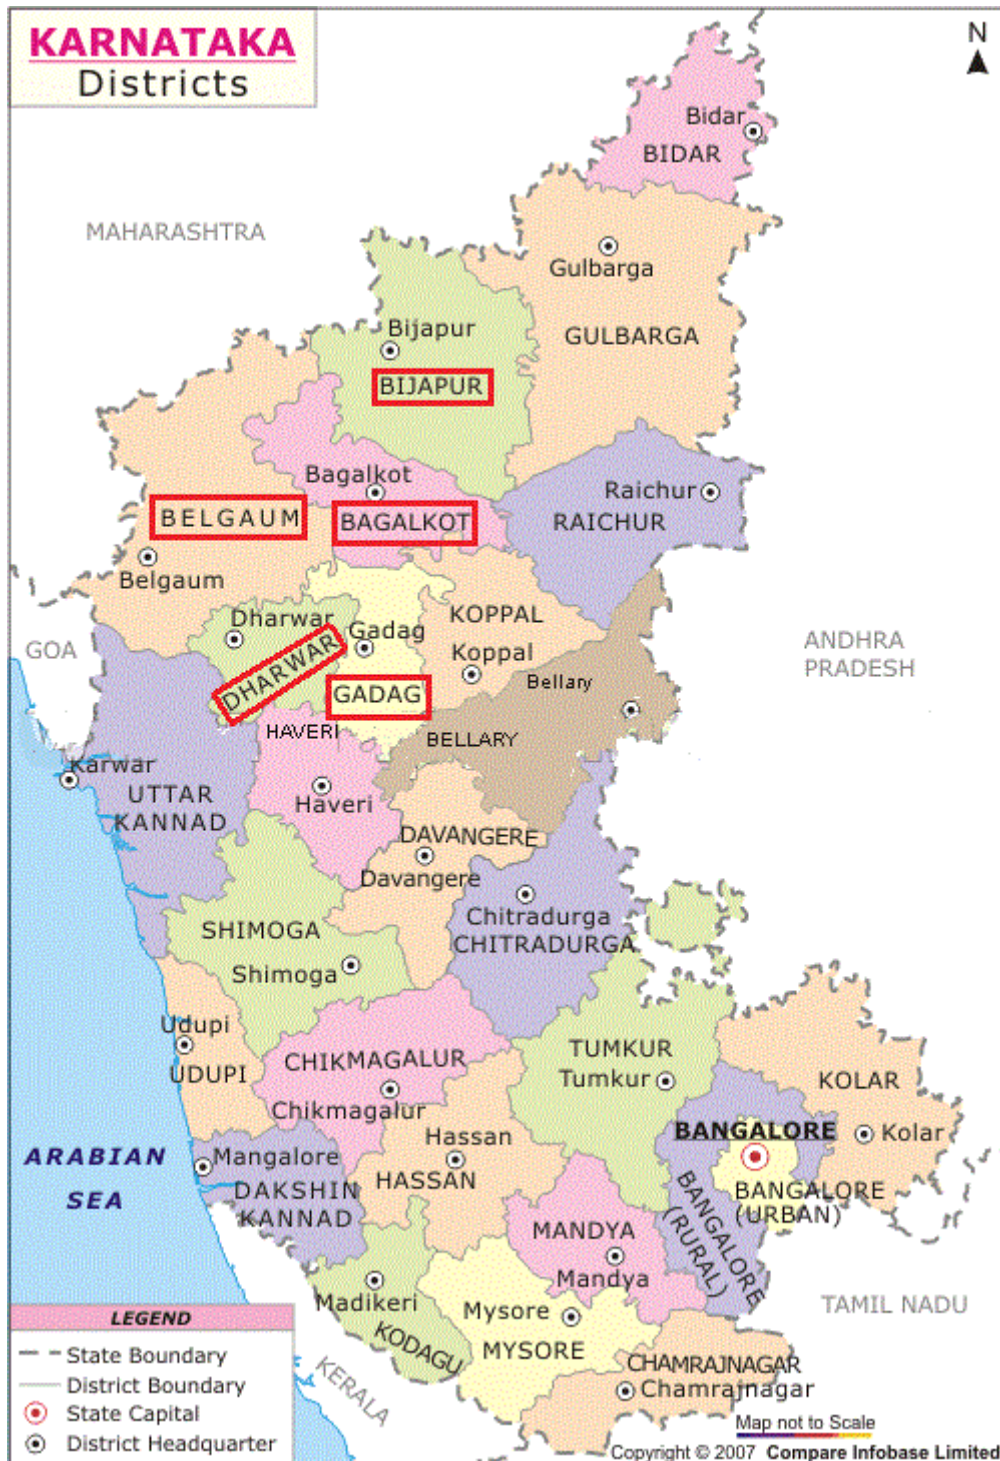 KARNATAKA
Districts
N
Bidar
BIDAR
MAHARASHTRA
Gulbarga
GULBARGA
Bijapur
BIJAPUR
Bagalkot
BAGALKOT
Raichur
RAICHUR
BELGAUM
Belgaum
Dharwar
DHARWAR
Gadag
GADAG
KOPPAL
Koppal
Bellary
BELLARY
GOA
ANDHRA
PRADESH
HAVERI
Haveri
Karwar
UTTAR
KANNAD
DAVANGERE
Davangere
Chitradurga
CHITRADURGA
SHIMOGA
Shimoga
Udupi
UDUPI
CHIKMAGALUR
Chikmagalur
TUMKUR
Tumkur
KOLAR
Kolar
BANGALORE
BANGALORE
(URBAN)
BANGALORE
(RURAL)
Hassan
HASSAN
ARABIAN
SEA
Mangalore
DAKSHIN
KANNAD
MANDYA
Mandya
Madikeri
KODAGU
Mysore
MYSORE
TAMIL NADU
KERALA
CHAMRAJNAGAR
Chamrajnagar
LEGEND
State Boundary
District Boundary
State Capital
District Headquarter
Map not to Scale
Copyright © 2007 Compare Infobase Limited